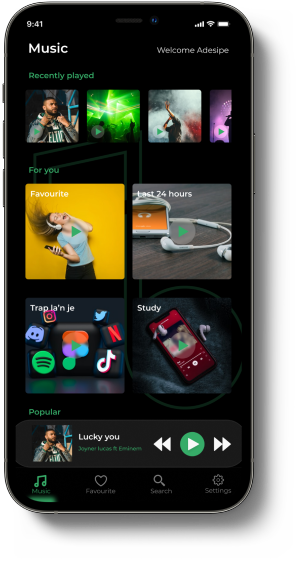 9:41
Music
Welcome Adesipe
Recently played
For you
Favourite
Last 24 hours
Trap la'n je
Study
Popular
Lucky you
Joyner lucas ft Eminem
Music
Favourite
Search
Settings